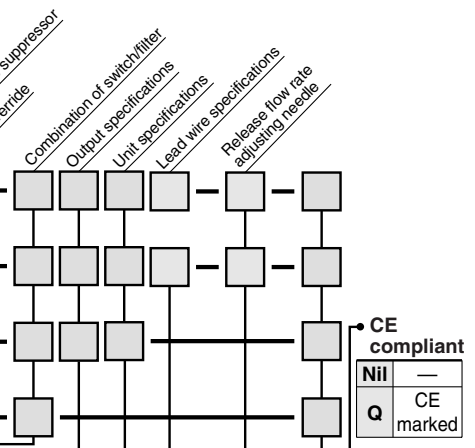 suppressor
erride
Combination of switch/filter
Output specifications
Unit specifications
Lead wire specifications
Release flow rate
adjusting needle
CE
compliant
Nil —
Q CE
marked